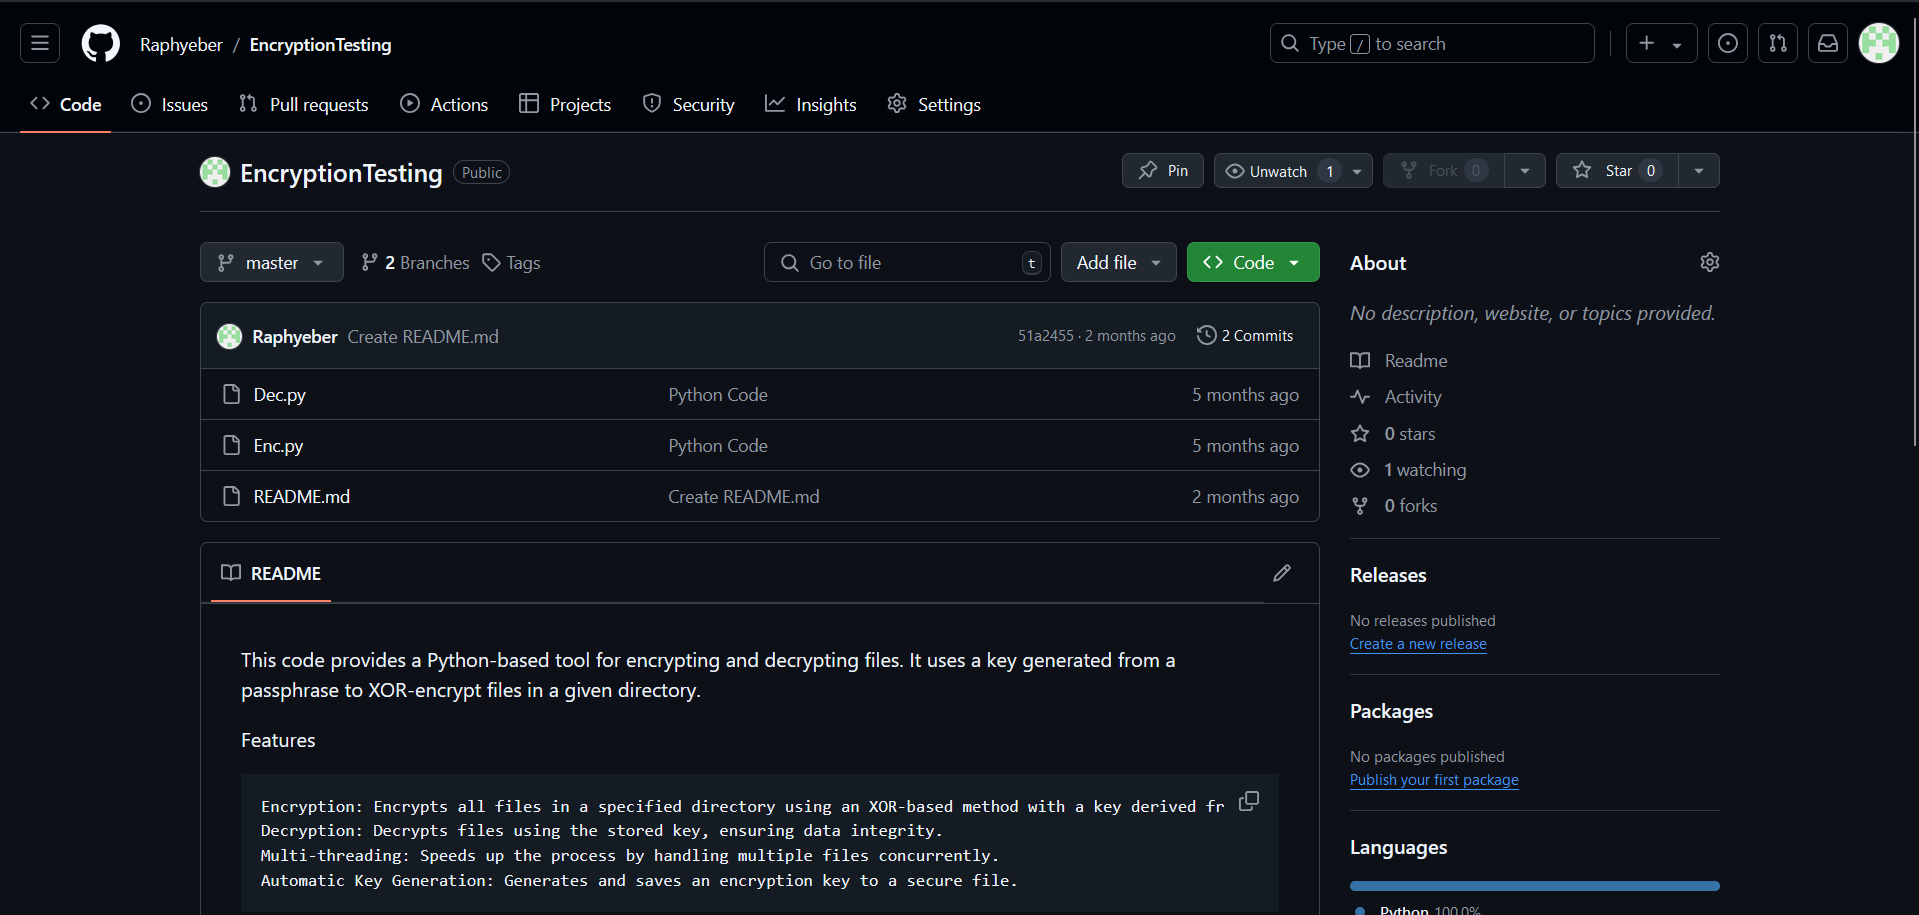 Raphyeber / EncryptionTesting
Type / to search
Code
Issues
Pull requests
Actions
Projects
Security
Insights
Settings
EncryptionTesting Public
Pin
Unwatch 1
Fork 0
Star 0
master
2 Branches
Tags
Go to file t
Add file
Code
Raphyeber Create README.md 51a2455 · 2 months ago 2 Commits
Dec.py Python Code 5 months ago
Enc.py Python Code 5 months ago
README.md Create README.md 2 months ago
README
This code provides a Python-based tool for encrypting and decrypting files. It uses a key generated from a
passphrase to XOR-encrypt files in a given directory.
Features
Encryption: Encrypts all files in a specified directory using an XOR-based method with a key derived fr
Decryption: Decrypts files using the stored key, ensuring data integrity.
Multi-threading: Speeds up the process by handling multiple files concurrently.
Automatic Key Generation: Generates and saves an encryption key to a secure file.
About
No description, website, or topics provided.
Readme
Activity
0 stars
1 watching
0 forks
Releases
No releases published
Create a new release
Packages
No packages published
Publish your first package
Languages
Python 100.0%